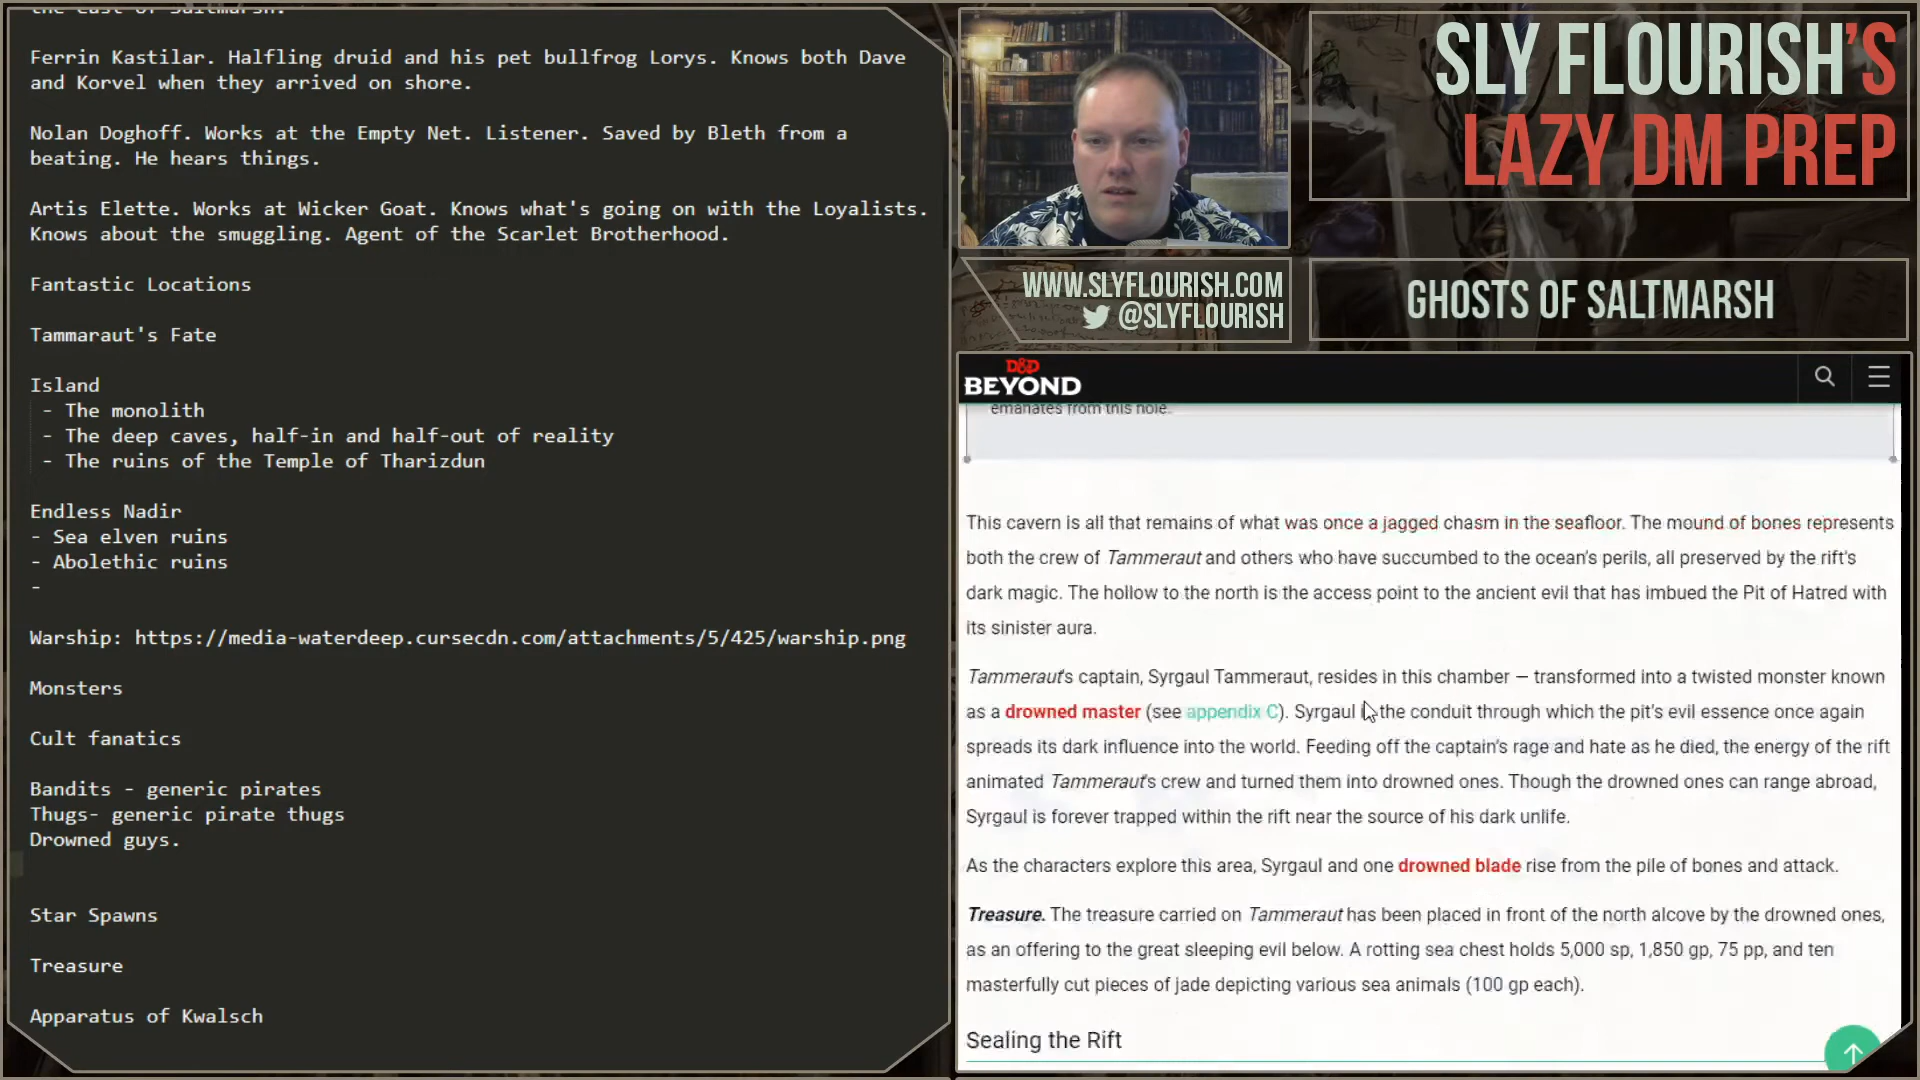 the East of Saltmarsh.
Ferrin Kastilar. Halfling druid and his pet bullfrog Lorys. Knows both Dave
and Korvel when they arrived on shore.
Nolan Doghoff. Works at the Empty Net. Listener. Saved by Bleth from a
beating. He hears things.
Artis Elette. Works at Wicker Goat. Knows what's going on with the Loyalists.
Knows about the smuggling. Agent of the Scarlet Brotherhood.
Fantastic Locations
Tammaraut's Fate
Island
- The monolith
- The deep caves, half-in and half-out of reality
- The ruins of the Temple of Tharizdun
Endless Nadir
- Sea elven ruins
- Abolethic ruins
-
Warship: https://media-waterdeep.cursecdn.com/attachments/5/425/warship.png
Monsters
Cult fanatics
Bandits - generic pirates
Thugs- generic pirate thugs
Drowned guys.
Star Spawns
Treasure
Apparatus of Kwalsch
SLY FLOURISH'S
LAZY DM PREP
WWW.SLYFLOURISH.COM
@SLYFLOURISH
GHOSTS OF SALTMARSH
D&D
BEYOND
emanates from this hole.
This cavern is all that remains of what was once a jagged chasm in the seafloor. The mound of bones represents
both the crew of Tammeraut and others who have succumbed to the ocean's perils, all preserved by the rift's
dark magic. The hollow to the north is the access point to the ancient evil that has imbued the Pit of Hatred with
its sinister aura.
Tammeraut's captain, Syrgaul Tammeraut, resides in this chamber — transformed into a twisted monster known
as a drowned master (see appendix C). Syrgaul the conduit through which the pit's evil essence once again
spreads its dark influence into the world. Feeding off the captain's rage and hate as he died, the energy of the rift
animated Tammeraut's crew and turned them into drowned ones. Though the drowned ones can range abroad,
Syrgaul is forever trapped within the rift near the source of his dark unlife.
As the characters explore this area, Syrgaul and one drowned blade rise from the pile of bones and attack.
Treasure. The treasure carried on Tammeraut has been placed in front of the north alcove by the drowned ones,
as an offering to the great sleeping evil below. A rotting sea chest holds 5,000 sp, 1,850 gp, 75 pp, and ten
masterfully cut pieces of jade depicting various sea animals (100 gp each).
Sealing the Rift